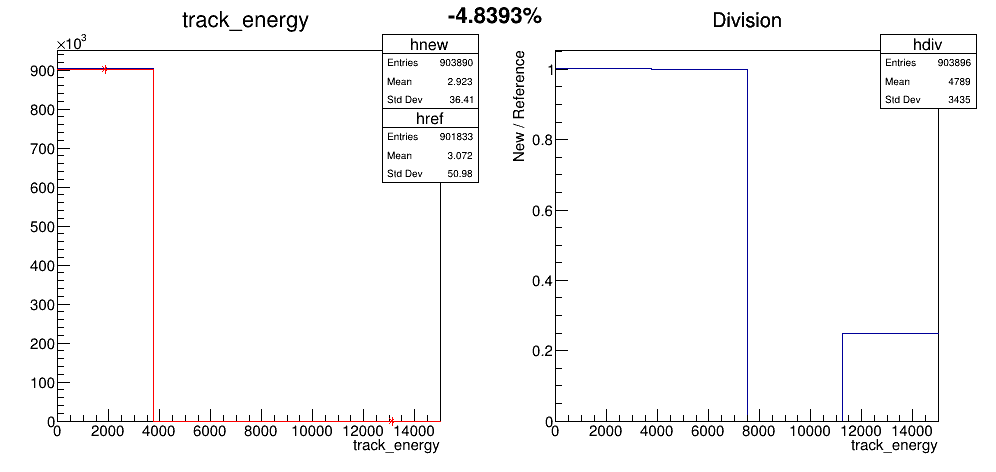 track_energy
-4.8393%
Division
×10³
hnew
Entries 903890
Mean 2.923
Std Dev 36.41
href
Entries 901833
Mean 3.072
Std Dev 50.98
900
800
700
600
500
400
300
200
100
0
0 2000 4000 6000 8000 10000 12000 14000
track_energy
hdiv
Entries 903896
Mean 4789
Std Dev 3435
New / Reference
1
0.8
0.6
0.4
0.2
0
0 2000 4000 6000 8000 10000 12000 14000
track_energy